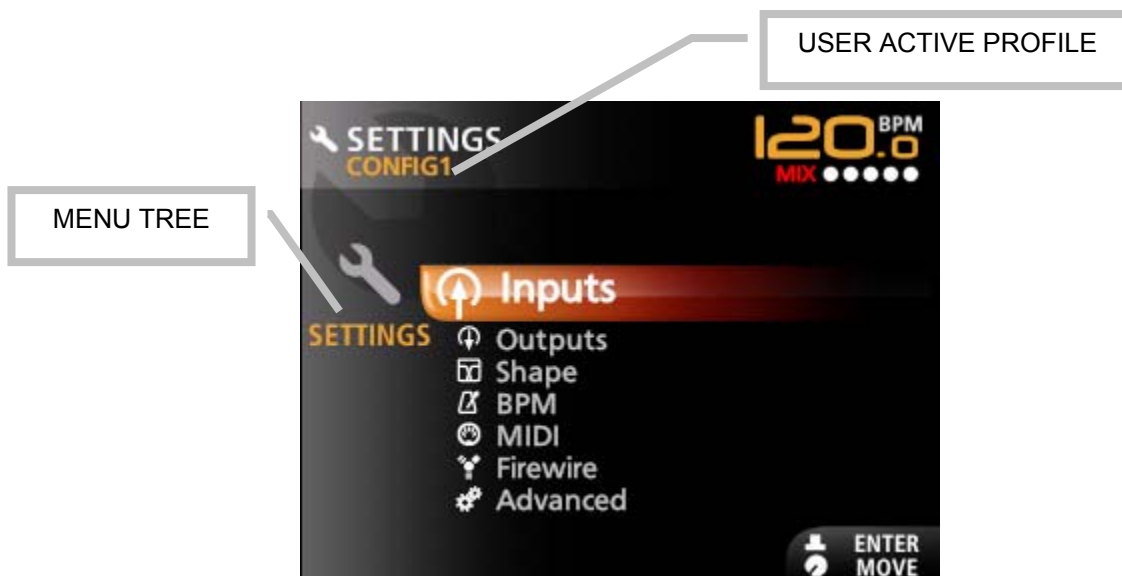 USER ACTIVE PROFILE
SETTINGS
CONFIG1
120.0 BPM
MIX
MENU TREE
SETTINGS
Inputs
Outputs
Shape
BPM
MIDI
Firewire
Advanced
ENTER
MOVE